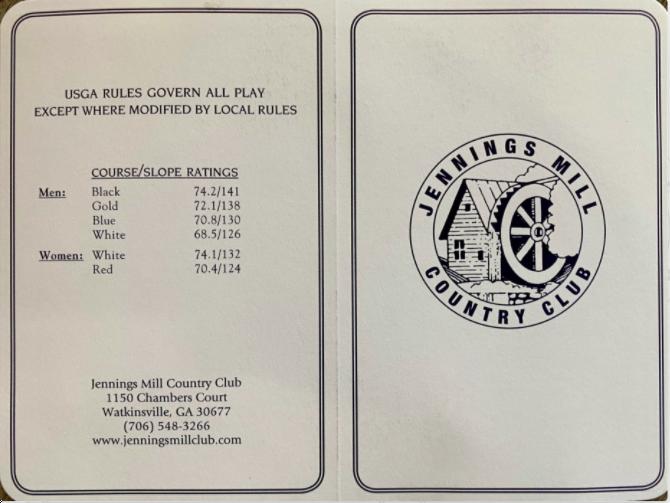 USGA RULES GOVERN ALL PLAY
EXCEPT WHERE MODIFIED BY LOCAL RULES
COURSE/SLOPE RATINGS
Men: Black 74.2/141
Gold 72.1/138
Blue 70.8/130
White 68.5/126
Women: White 74.1/132
Red 70.4/124
Jennings Mill Country Club
1150 Chambers Court
Watkinsville, GA 30677
(706) 548-3266
www.jenningsmillclub.com
JENNINGS MILL
COUNTRY CLUB